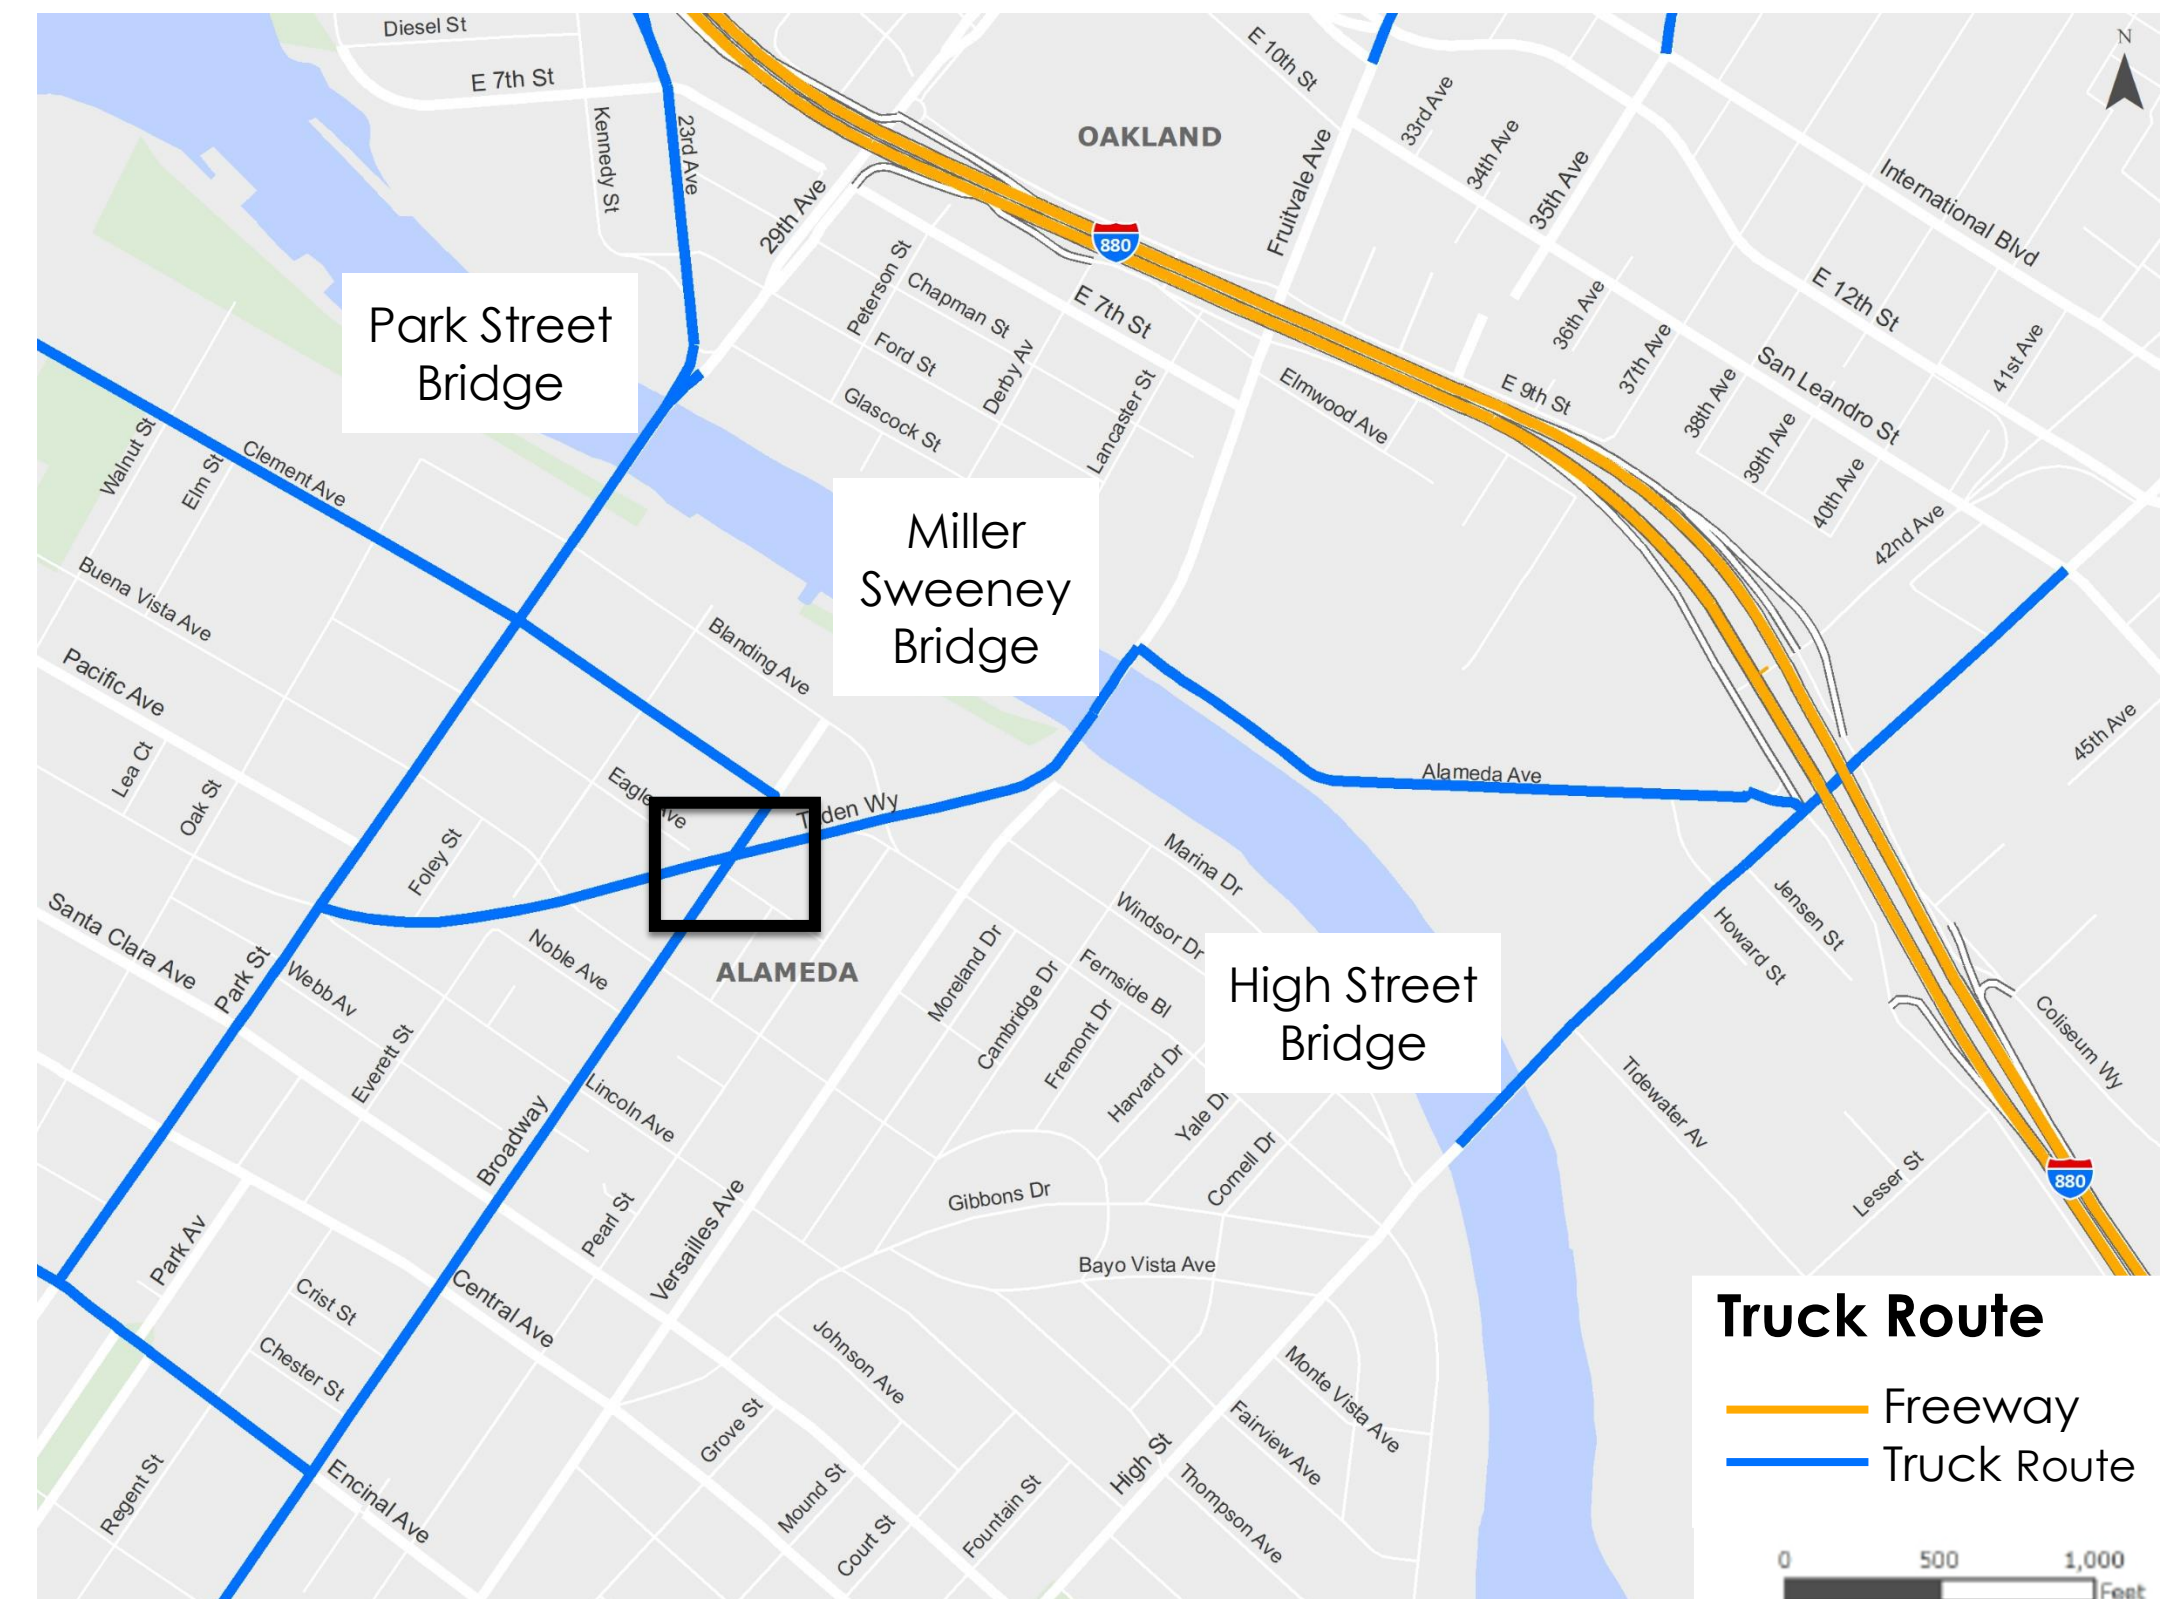 Diesel St
E 7th St
Kennedy St
23rd Ave
29th Ave
OAKLAND
E 10th St
Fruitvale Ave
33rd Ave
34th Ave
35th Ave
International Blvd
N
880
Park Street
Bridge
Peterson St
Chapman St
Ford St
Glascock St
Derby Av
E 7th St
Lancaster St
Elmwood Ave
E 9th St
36th Ave
37th Ave
38th Ave
39th Ave
40th Ave
E 12th St
San Leandro St
41st Ave
42nd Ave
45th Ave
Walnut St
Elm St
Clement Ave
Buena Vista Ave
Pacific Ave
Miller
Sweeney
Bridge
Blanding Ave
Lea Ct
Oak St
Foley St
Eagle Ave
Tilden Wy
Alameda Ave
Santa Clara Ave
Park St
Webb Av
Everett St
Noble Ave
ALAMEDA
Moreland Dr
Cambridge Dr
Marina Dr
Windsor Dr
Fernside Bl
Fremont Dr
Harvard Dr
Yale Dr
Cornell Dr
High Street
Bridge
Howard St
Jensen St
Tidewater Av
Coliseum Wy
Lesser St
880
Lincoln Ave
Broadway
Pearl St
Versailles Ave
Gibbons Dr
Bayo Vista Ave
Park Av
Crist St
Chester St
Central Ave
Johnson Ave
Monte Vista Ave
Fairview Ave
Thompson Ave
High St
Grove St
Mound St
Court St
Fountain St
Regent St
Encinal Ave
Truck Route
Freeway
Truck Route
0 500 1,000
Feet